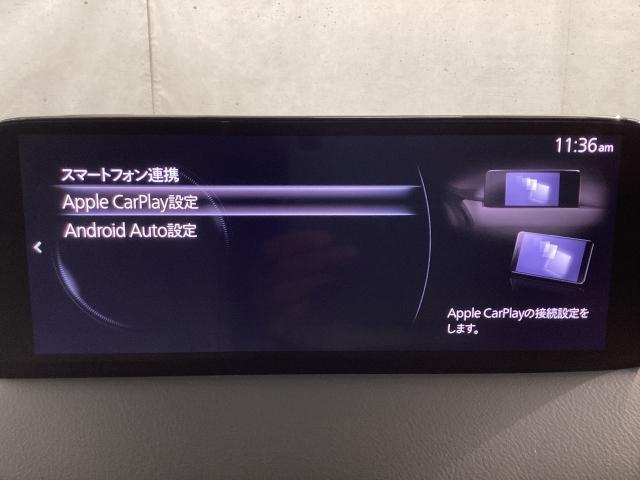 11:36am
スマートフォン連携
Apple CarPlay設定
Android Auto設定
Apple CarPlayの接続設定を
します。